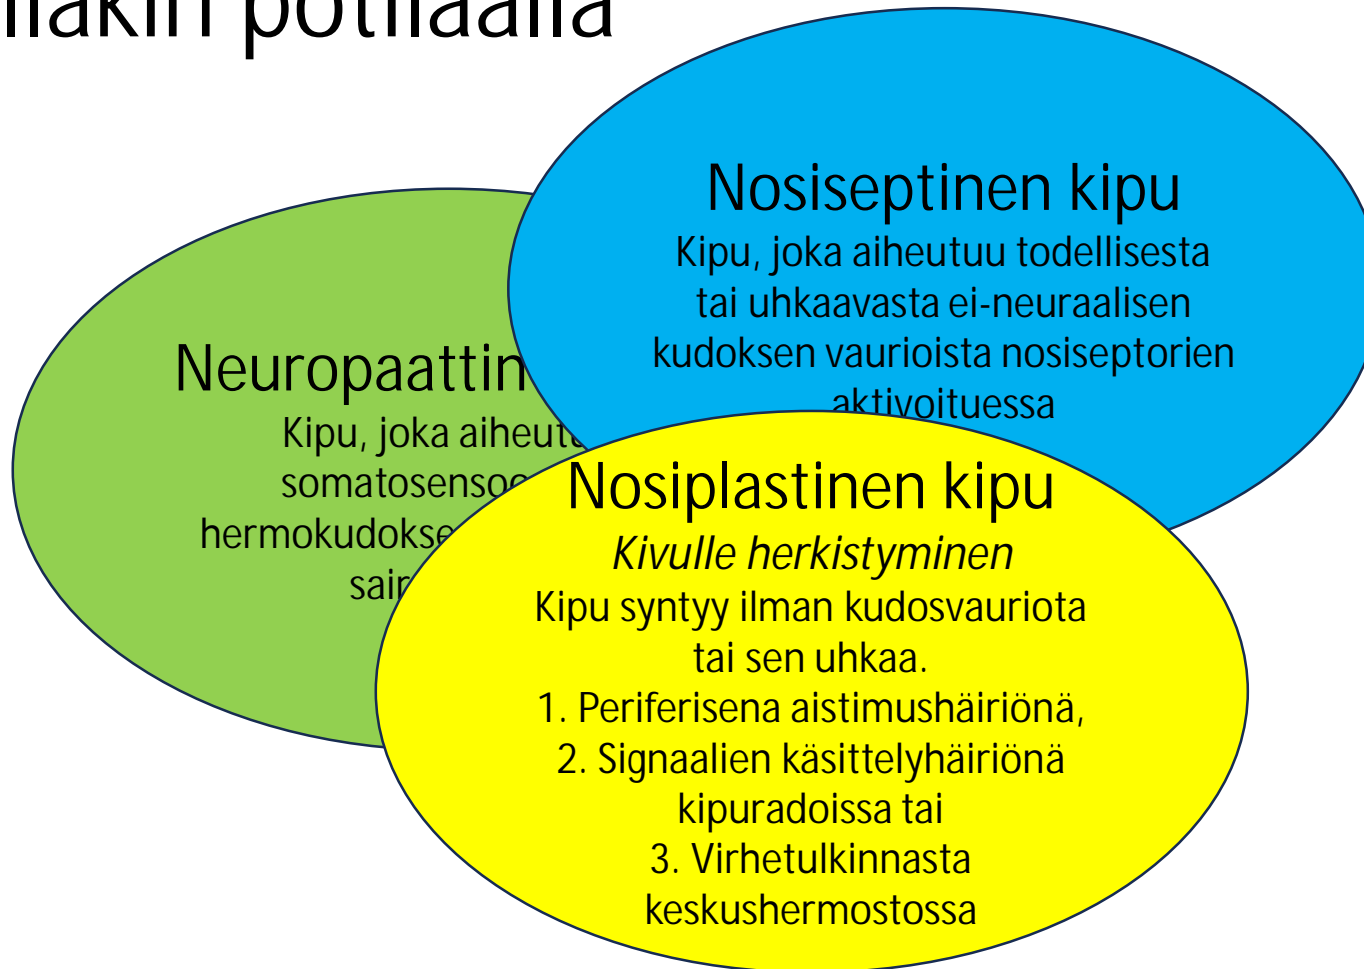 potilaalla
Nosiseptinen kipu
Kipu, joka aiheutuu todellisesta
tai uhkaavasta ei-neuraalisen
kudoksen vaurioista nosiseptorien
aktivoituessa
Neuropaattin
Kipu, joka aiheut
somatosensoo
hermokudokse
sair
Nosiplastinen kipu
Kivulle herkistyminen
Kipu syntyy ilman kudosvauriota
tai sen uhkaa.
1. Periferisena aistimushäiriönä,
2. Signaalien käsittelyhäiriönä
kipuradoissa tai
3. Virhetulkinnasta
keskushermostossa